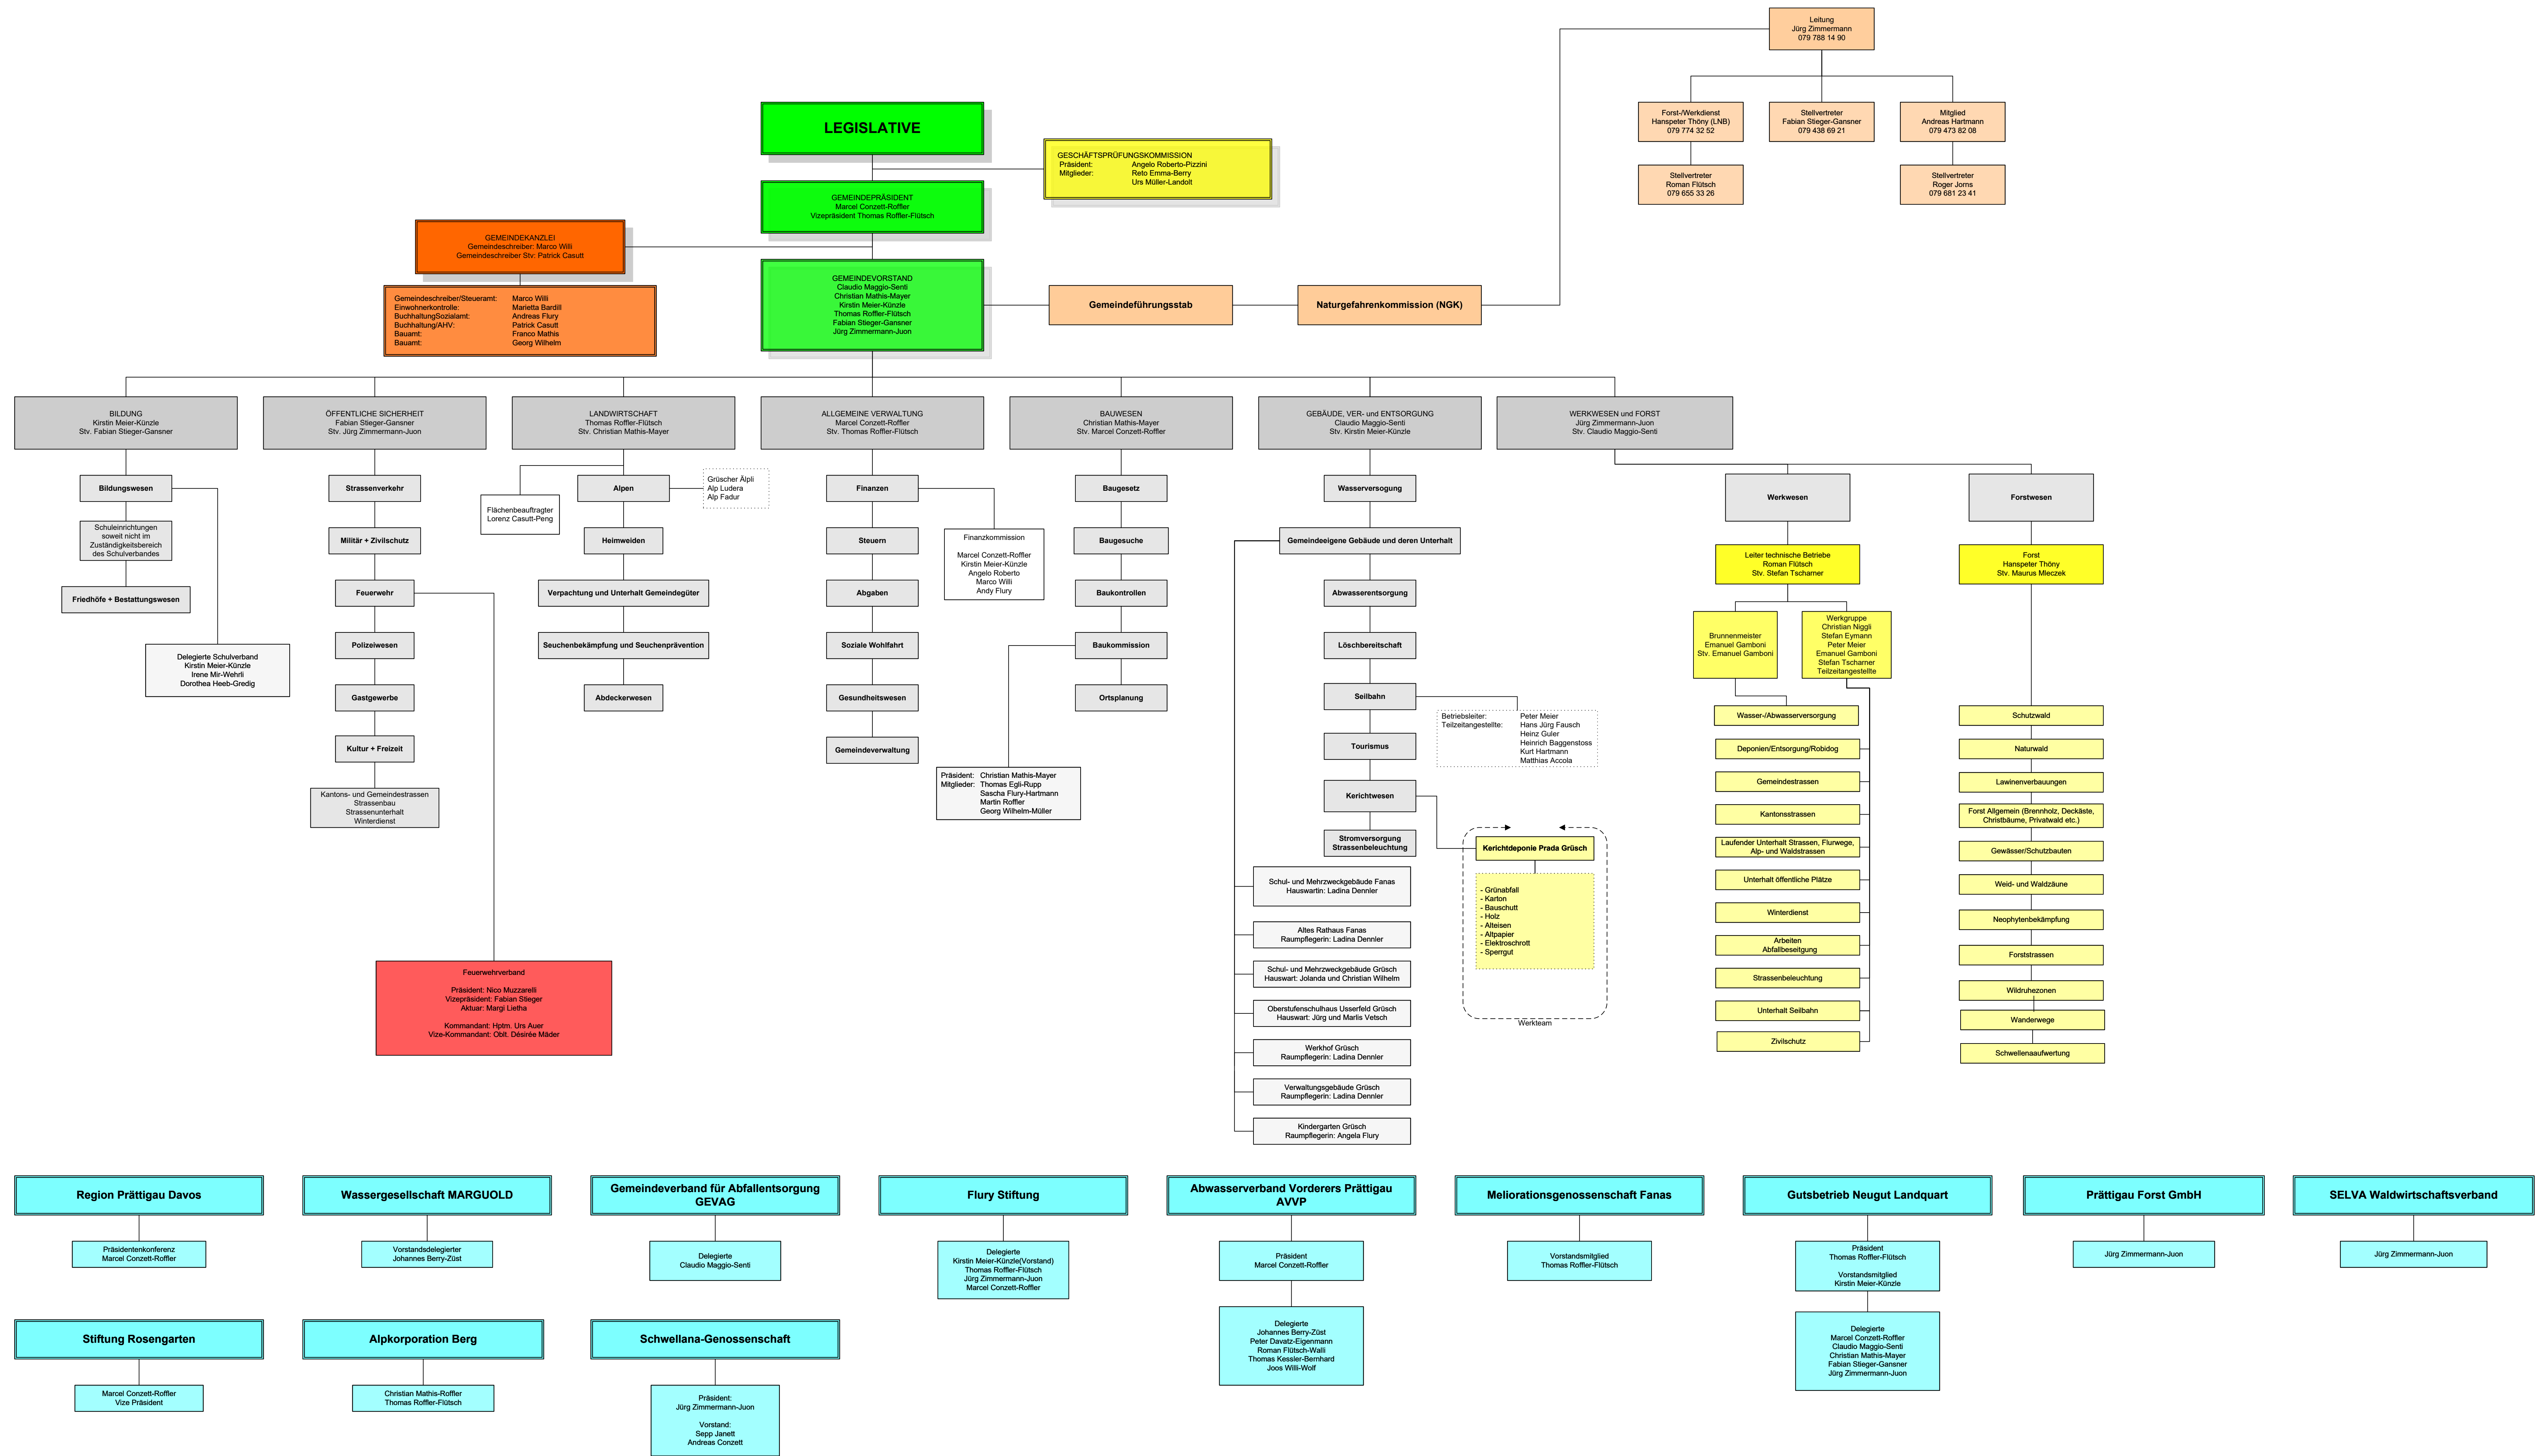 Leitung
Jürg Zimmermann
079 788 14 90
Forst-/Werkdienst
Hanspeter Thöny (LNB)
079 774 32 52
Stellvertreter
Fabian Stieger-Gansner
079 438 69 21
Mitglied
Andreas Hartmann
079 473 82 08
Stellvertreter
Roman Flütsch
079 655 33 26
Stellvertreter
Roger Joms
079 681 23 41
LEGISLATIVE
GESCHÄFTSPRÜFUNGSKOMMISSION
Präsident: Angelo Roberto-Pizzini
Mitglieder: Reto Emma-Berry
Urs Müller-Landolt
GEMEINDEPRÄSIDENT
Marcel Conzett-Roffler
Vizepräsident Thomas Roffler-Flütsch
GEMEINDEKANZLEI
Gemeindeschreiber: Marco Willi
Gemeindeschreiber Stv: Patrick Casutt
Gemeindeschreiber/Steueramt: Marco Willi
Einwohnerkontrolle: Marietta Bardill
BuchhaltungSozialamt: Andreas Flury
Buchhaltung/AHV: Patrick Casutt
Bauamt: Franco Mathis
Bauamt: Georg Wilhelm
GEMEINDEVORSTAND
Claudio Maggio-Senti
Christian Mathis-Mayer
Kirstin Meier-Künzle
Thomas Roffler-Flütsch
Fabian Stieger-Gansner
Jürg Zimmermann-Juon
Gemeindeführungsstab
Naturgefahrenkommission (NGK)
BILDUNG
Kirstin Meier-Künzle
Stv. Fabian Stieger-Gansner
ÖFFENTLICHE SICHERHEIT
Fabian Stieger-Gansner
Stv. Jürg Zimmermann-Juon
LANDWIRTSCHAFT
Thomas Roffler-Flütsch
Stv. Christian Mathis-Mayer
ALLGEMEINE VERWALTUNG
Marcel Conzett-Roffler
Stv. Thomas Roffler-Flütsch
BAUWESEN
Christian Mathis-Mayer
Stv. Marcel Conzett-Roffler
GEBÄUDE, VER- und ENTSORGUNG
Claudio Maggio-Senti
Stv. Kirstin Meier-Künzle
WERKWESEN und FORST
Jürg Zimmermann-Juon
Stv. Claudio Maggio-Senti
Bildungswesen
Schuleinrichtungen
soweit nicht im
Zuständigkeitsbereich
des Schulverbandes
Friedhöfe + Bestattungswesen
Delegierte Schulverband
Kirstin Meier-Künzle
Irene Mir-Wehrli
Dorothea Heeb-Gredig
Strassenverkehr
Militär + Zivilschutz
Feuerwehr
Polizeiwesen
Gastgewerbe
Kultur + Freizeit
Kantons- und Gemeindestrassen
Strassenbau
Strassenunterhalt
Winterdienst
Feuerwehrverband
Präsident: Nico Muzzarelli
Vizepräsident: Fabian Stieger
Aktuar: Margi Lietha
Kommandant: Hptm. Urs Auer
Vize-Kommandant: Oblt. Désirée Mäder
Flächenbeauftragter
Lorenz Casutt-Peng
Alpen
Grüscher Älpli
Alp Ludera
Alp Fadur
Heimweiden
Verpachtung und Unterhalt Gemeindegüter
Seuchenbekämpfung und Seuchenprävention
Abdeckerwesen
Finanzen
Steuern
Abgaben
Soziale Wohlfahrt
Gesundheitswesen
Gemeindeverwaltung
Finanzkommission
Marcel Conzett-Roffler
Kirstin Meier-Künzle
Angelo Roberto
Marco Willi
Andy Flury
Baugesetz
Baugesuche
Baukontrollen
Baukommission
Ortsplanung
Präsident: Christian Mathis-Mayer
Mitglieder: Thomas Egli-Rupp
Sascha Flury-Hartmann
Martin Roffler
Georg Wilhelm-Müller
Wasserversogung
Gemeindeeigene Gebäude und deren Unterhalt
Abwasserentsorgung
Löschbereitschaft
Seilbahn
Betriebsleiter: Peter Meier
Teilzeitangestellte: Hans Jürg Fausch
Heinz Guler
Heinrich Baggenstoss
Kurt Hartmann
Matthias Accola
Tourismus
Kerichtwesen
Stromversorgung
Strassenbeleuchtung
Kerichtdeponie Prada Grüsch
- Grünabfall
- Karton
- Bauschutt
- Holz
- Alteisen
- Altpapier
- Elektroschrott
- Sperrgut
Werkteam
Schul- und Mehrzweckgebäude Fanas
Hauswartin: Ladina Dennler
Altes Rathaus Fanas
Raumpflegerin: Ladina Dennler
Schul- und Mehrzweckgebäude Grüsch
Hauswart: Jolanda und Christian Wilhelm
Oberstufenschulhaus Usserfeld Grüsch
Hauswart: Jürg und Marlis Vetsch
Werkhof Grüsch
Raumpflegerin: Ladina Dennler
Verwaltungsgebäude Grüsch
Raumpflegerin: Ladina Dennler
Kindergarten Grüsch
Raumpflegerin: Angela Flury
Werkwesen
Leiter technische Betriebe
Roman Flütsch
Stv. Stefan Tscharner
Brunnenmeister
Emanuel Gamboni
Stv. Emanuel Gamboni
Werkgruppe
Christian Niggli
Stefan Eymann
Peter Meier
Emanuel Gamboni
Stefan Tscharner
Teilzeitangestellte
Wasser-/Abwasserversorgung
Deponien/Entsorgung/Robidog
Gemeindestrassen
Kantonsstrassen
Laufender Unterhalt Strassen, Flurwege,
Alp- und Waldstrassen
Unterhalt öffentliche Plätze
Winterdienst
Arbeiten
Abfallbeseitgung
Strassenbeleuchtung
Unterhalt Seilbahn
Zivilschutz
Forstwesen
Forst
Hanspeter Thöny
Stv. Maurus Mleczek
Schutzwald
Naturwald
Lawinenverbauungen
Forst Allgemein (Brennholz, Deckäste,
Christbäume, Privatwald etc.)
Gewässer/Schutzbauten
Weid- und Waldzäune
Neophytenbekämpfung
Forststrassen
Wildruhezonen
Wanderwege
Schwellenaaufwertung
Region Prättigau Davos
Präsidentenkonferenz
Marcel Conzett-Roffler
Wassergesellschaft MARGUOLD
Vorstandsdelegierter
Johannes Berry-Züst
Gemeindeverband für Abfallentsorgung
GEVAG
Delegierte
Claudio Maggio-Senti
Flury Stiftung
Delegierte
Kirstin Meier-Künzle(Vorstand)
Thomas Roffler-Flütsch
Jürg Zimmermann-Juon
Marcel Conzett-Roffler
Abwasserverband Vorderers Prättigau
AVVP
Präsident
Marcel Conzett-Roffler
Delegierte
Johannes Berry-Züst
Peter Davatz-Eigenmann
Roman Flütsch-Walli
Thomas Kessler-Bernhard
Joos Willi-Wolf
Meliorationsgenossenschaft Fanas
Vorstandsmitglied
Thomas Roffler-Flütsch
Gutsbetrieb Neugut Landquart
Präsident
Thomas Roffler-Flütsch
Vorstandsmitglied
Kirstin Meier-Künzle
Delegierte
Marcel Conzett-Roffler
Claudio Maggio-Senti
Christian Mathis-Mayer
Fabian Stieger-Gansner
Jürg Zimmermann-Juon
Prättigau Forst GmbH
Jürg Zimmermann-Juon
SELVA Waldwirtschaftsverband
Jürg Zimmermann-Juon
Stiftung Rosengarten
Marcel Conzett-Roffler
Vize Präsident
Alpkorporation Berg
Christian Mathis-Roffler
Thomas Roffler-Flütsch
Schwellana-Genossenschaft
Präsident:
Jürg Zimmermann-Juon
Vorstand:
Sepp Janett
Andreas Conzett